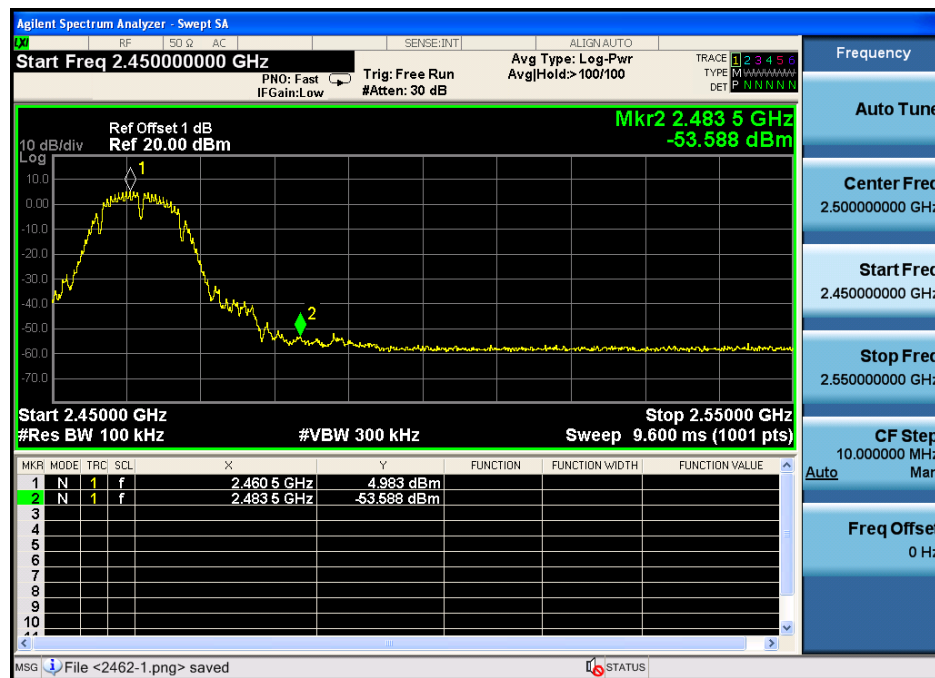 Agilent Spectrum Analyzer - Swept SA
LXI RF 50 Ω AC SENSE:INT ALIGN AUTO
Start Freq 2.450000000 GHz
PNO: Fast
IFGain:Low
Trig: Free Run
#Atten: 30 dB
Avg Type: Log-Pwr
Avg|Hold:>100/100
TRACE 1 2 3 4 5 6
TYPE M
DET P N N N N N
Mkr2 2.483 5 GHz
-53.588 dBm
Ref Offset 1 dB
10 dB/div Ref 20.00 dBm
Log
1
10.0
0.00
-10.0
-20.0
-30.0
-40.0
2
-50.0
-60.0
-70.0
Start 2.45000 GHz Stop 2.55000 GHz
#Res BW 100 kHz #VBW 300 kHz Sweep 9.600 ms (1001 pts)
MKR MODE TRC SCL X Y FUNCTION FUNCTION WIDTH FUNCTION VALUE
1 N 1 f 2.460 5 GHz 4.983 dBm
2 N 1 f 2.483 5 GHz -53.588 dBm
3
4
5
6
7
8
9
10
MSG File <2462-1.png> saved STATUS
Frequency
Auto Tune
Center Freq
2.500000000 GHz
Start Freq
2.450000000 GHz
Stop Freq
2.550000000 GHz
CF Step
10.000000 MHz
Auto Man
Freq Offset
0 Hz